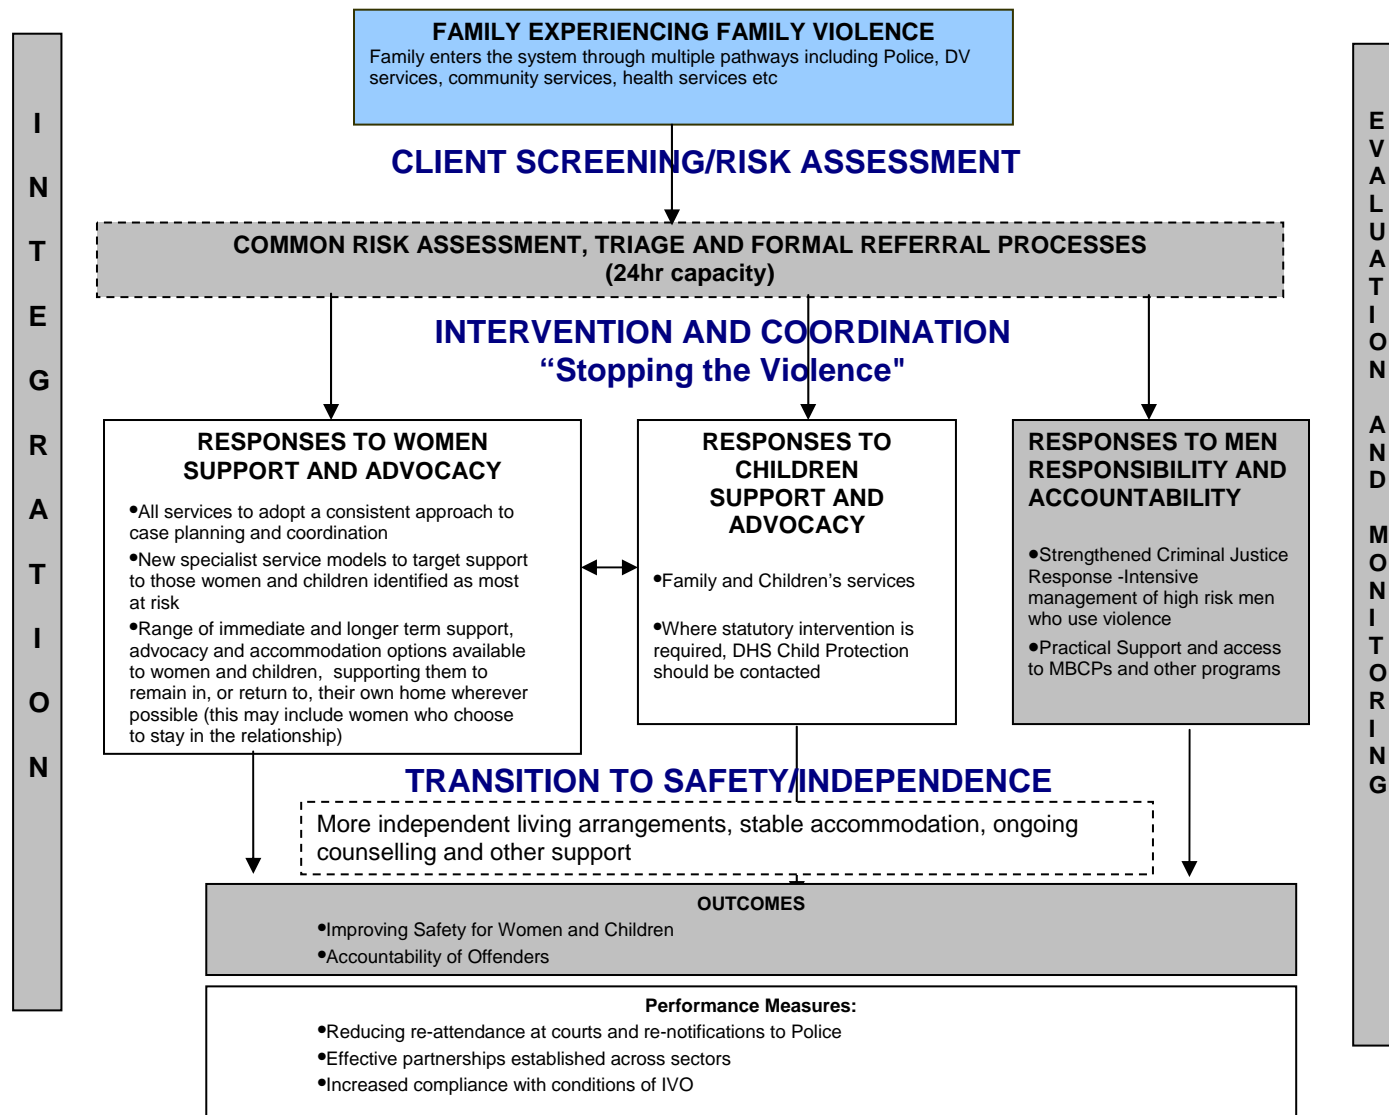 FAMILY EXPERIENCING FAMILY VIOLENCE
Family enters the system through multiple pathways including Police, DV
services, community services, health services etc
INTEGRATION
EVALUATION AND MONITORING
CLIENT SCREENING/RISK ASSESSMENT
COMMON RISK ASSESSMENT, TRIAGE AND FORMAL REFERRAL PROCESSES
(24hr capacity)
INTERVENTION AND COORDINATION
“Stopping the Violence"
RESPONSES TO WOMEN
SUPPORT AND ADVOCACY
•All services to adopt a consistent approach to
case planning and coordination
•New specialist service models to target support
to those women and children identified as most
at risk
•Range of immediate and longer term support,
advocacy and accommodation options available
to women and children,  supporting them to
remain in, or return to, their own home wherever
possible (this may include women who choose
to stay in the relationship)
RESPONSES TO
CHILDREN
SUPPORT AND
ADVOCACY
•Family and Children’s services
•Where statutory intervention is
required, DHS Child Protection
should be contacted
RESPONSES TO MEN
RESPONSIBILITY AND
ACCOUNTABILITY
•Strengthened Criminal Justice
Response -Intensive
management of high risk men
who use violence
•Practical Support and access
to MBCPs and other programs
TRANSITION TO SAFETY/INDEPENDENCE
More independent living arrangements, stable accommodation, ongoing
counselling and other support
OUTCOMES
•Improving Safety for Women and Children
•Accountability of Offenders
Performance Measures:
•Reducing re-attendance at courts and re-notifications to Police
•Effective partnerships established across sectors
•Increased compliance with conditions of IVO